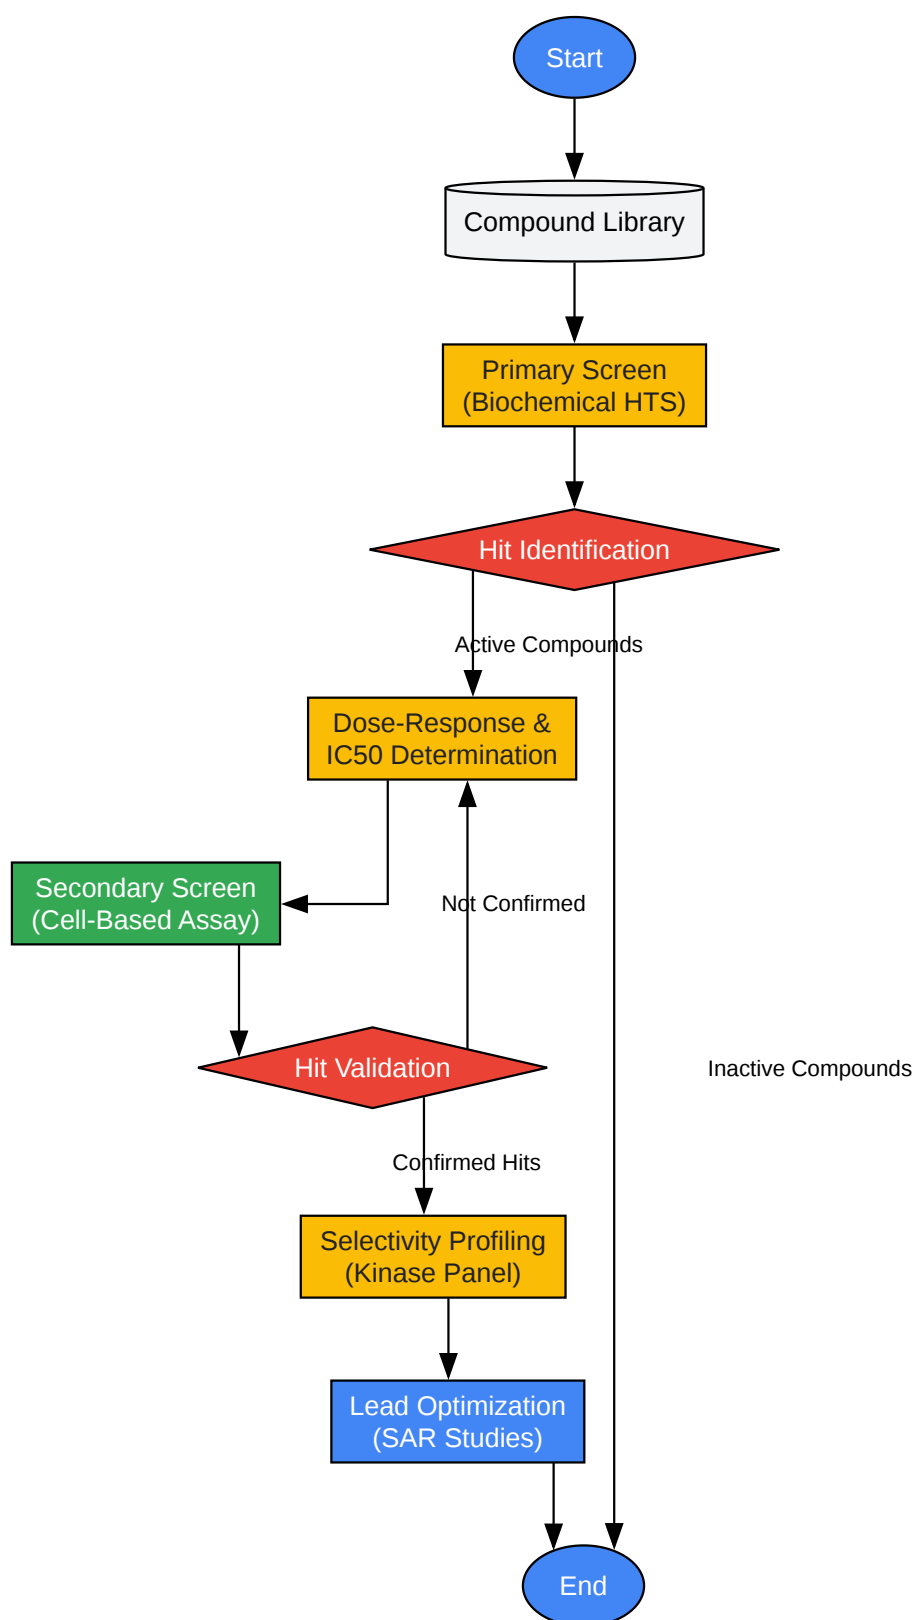 Start
Compound Library
Primary Screen
(Biochemical HTS)
Hit Identification
Active Compounds
Dose-Response &
IC50 Determination
Secondary Screen
(Cell-Based Assay)
Not Confirmed
Hit Validation
Inactive Compounds
Confirmed Hits
Selectivity Profiling
(Kinase Panel)
Lead Optimization
(SAR Studies)
End